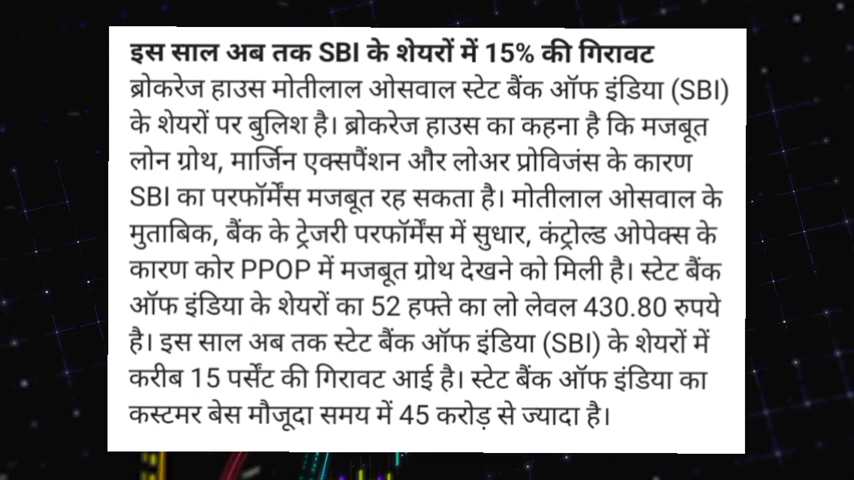 इस साल अब तक SBI के शेयरों में 15% की गिरावट
ब्रोकरेज हाउस मोतीलाल ओसवाल स्टेट बैंक ऑफ इंडिया (SBI)
के शेयरों पर बुलिश है। ब्रोकरेज हाउस का कहना है कि मजबूत
लोन ग्रोथ, मार्जिन एक्सपैंशन और लोअर प्रोविजंस के कारण
SBI का परफॉर्मेंस मजबूत रह सकता है। मोतीलाल ओसवाल के
मुताबिक, बैंक के ट्रेजरी परफॉर्मेंस में सुधार, कंट्रोल्ड ओपेक्स के
कारण कोर PPOP में मजबूत ग्रोथ देखने को मिली है। स्टेट बैंक
ऑफ इंडिया के शेयरों का 52 हफ्ते का लो लेवल 430.80 रुपये
है। इस साल अब तक स्टेट बैंक ऑफ इंडिया (SBI) के शेयरों में
करीब 15 पर्सेंट की गिरावट आई है। स्टेट बैंक ऑफ इंडिया का
कस्टमर बेस मौजूदा समय में 45 करोड़ से ज्यादा है।